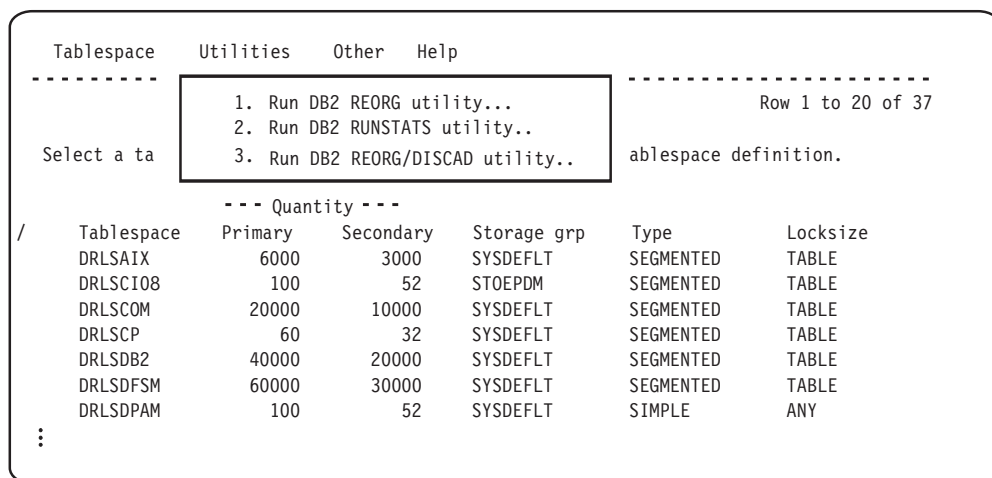 Tablespace Utilities Other Help
--------- ----------------------
1. Run DB2 REORG utility... Row 1 to 20 of 37
2. Run DB2 RUNSTATS utility..
Select a ta 3. Run DB2 REORG/DISCAD utility.. ablespace definition.
--- Quantity ---
/ Tablespace Primary Secondary Storage grp Type Locksize
DRLSAIX 6000 3000 SYSDEFLT SEGMENTED TABLE
DRLSCI08 100 52 STOEPDM SEGMENTED TABLE
DRLSCOM 20000 10000 SYSDEFLT SEGMENTED TABLE
DRLSCP 60 32 SYSDEFLT SEGMENTED TABLE
DRLSDB2 40000 20000 SYSDEFLT SEGMENTED TABLE
DRLSDFSM 60000 30000 SYSDEFLT SEGMENTED TABLE
DRLSDPAM 100 52 SYSDEFLT SIMPLE ANY
⋮